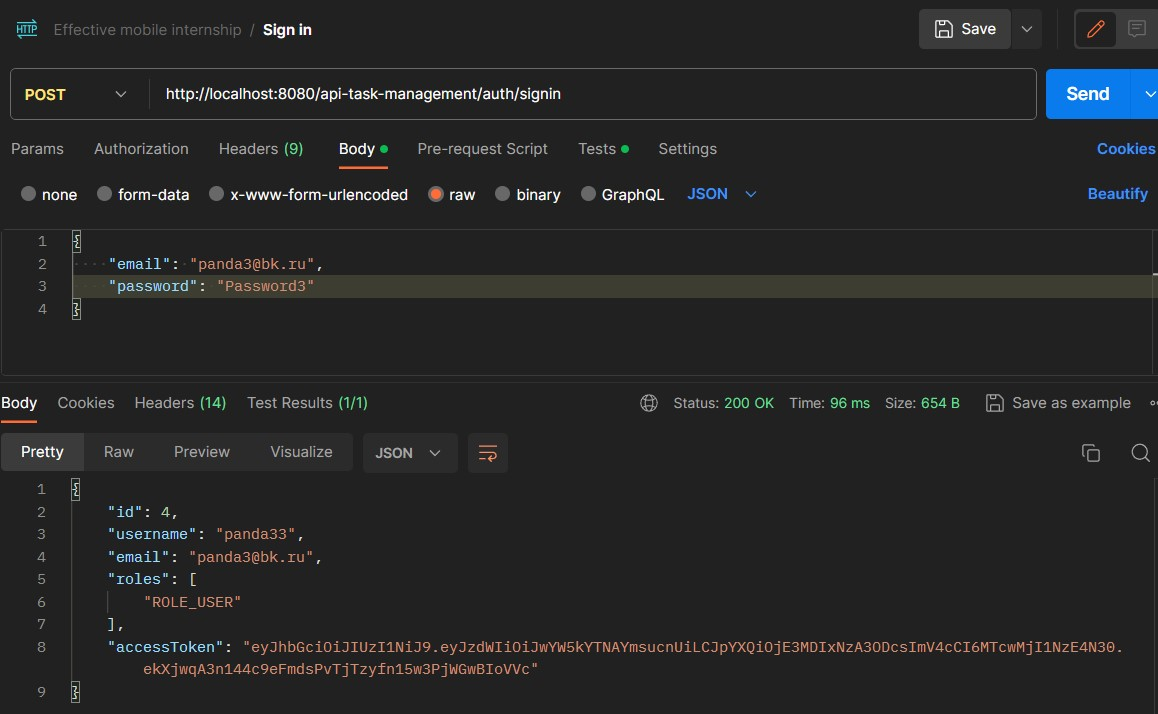 HTTP Effective mobile internship / Sign in Save
POST http://localhost:8080/api-task-management/auth/signin Send
Params Authorization Headers (9) Body Pre-request Script Tests Settings Cookies
none form-data x-www-form-urlencoded raw binary GraphQL JSON Beautify
1 {
2 "email": "panda3@bk.ru",
3 "password": "Password3"
4 }
Body Cookies Headers (14) Test Results (1/1) Status: 200 OK Time: 96 ms Size: 654 B Save as example
Pretty Raw Preview Visualize JSON
1 {
2 "id": 4,
3 "username": "panda33",
4 "email": "panda3@bk.ru",
5 "roles": [
6 "ROLE_USER"
7 ],
8 "accessToken": "eyJhbGciOiJIUzI1NiJ9.eyJzdWIiOiJwYW5kYTNAYmsucnUiLCJpYXQiOjE3MDIxNzA3ODcsImV4cCI6MTcwMjI1NzE4N30.
ekXjwqA3n144c9eFmdsPvTjTzyfn15w3PjWGwBIoVVc"
9 }